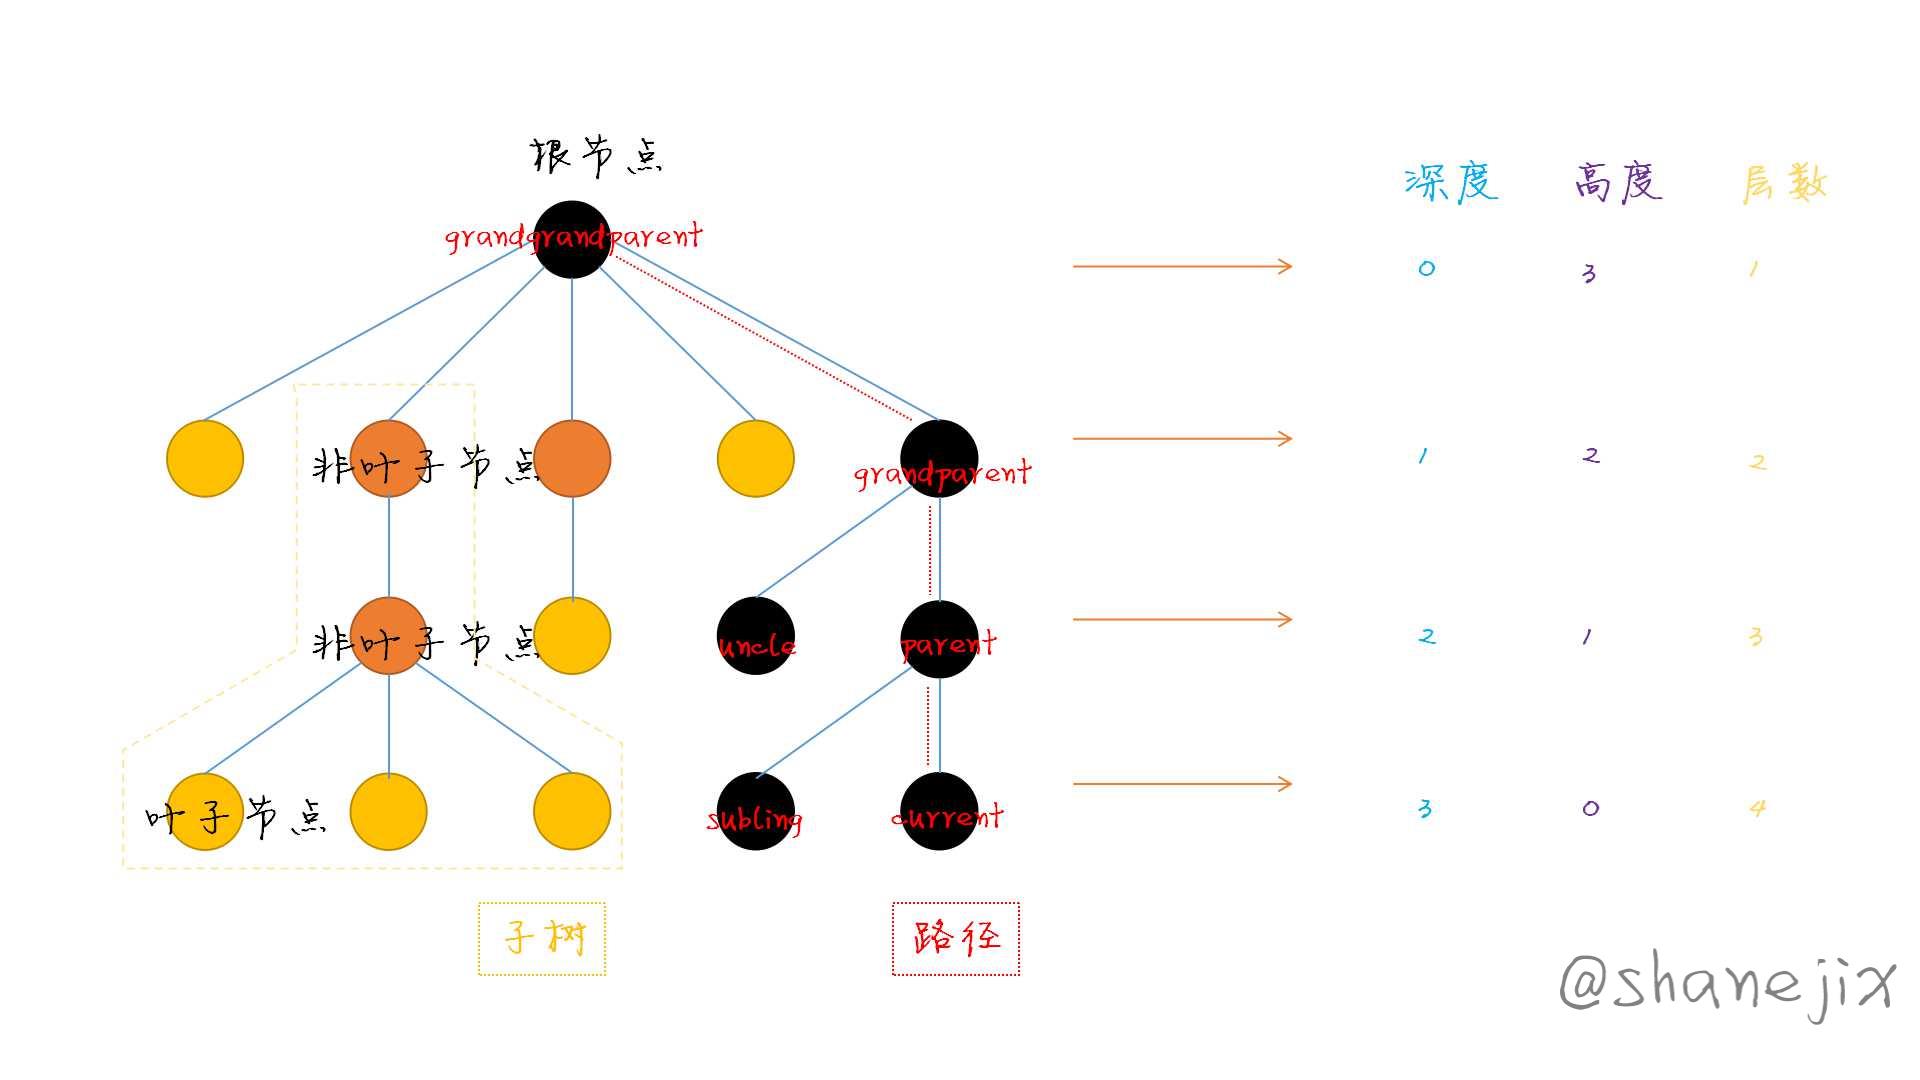 根节点
grandgrandparent
深度 高度 层数
0 3 1
非叶子节点
grandparent
1 2 2
非叶子节点
uncle
parent
2 1 3
叶子节点
subling
current
3 0 4
子树
路径
@shanejix